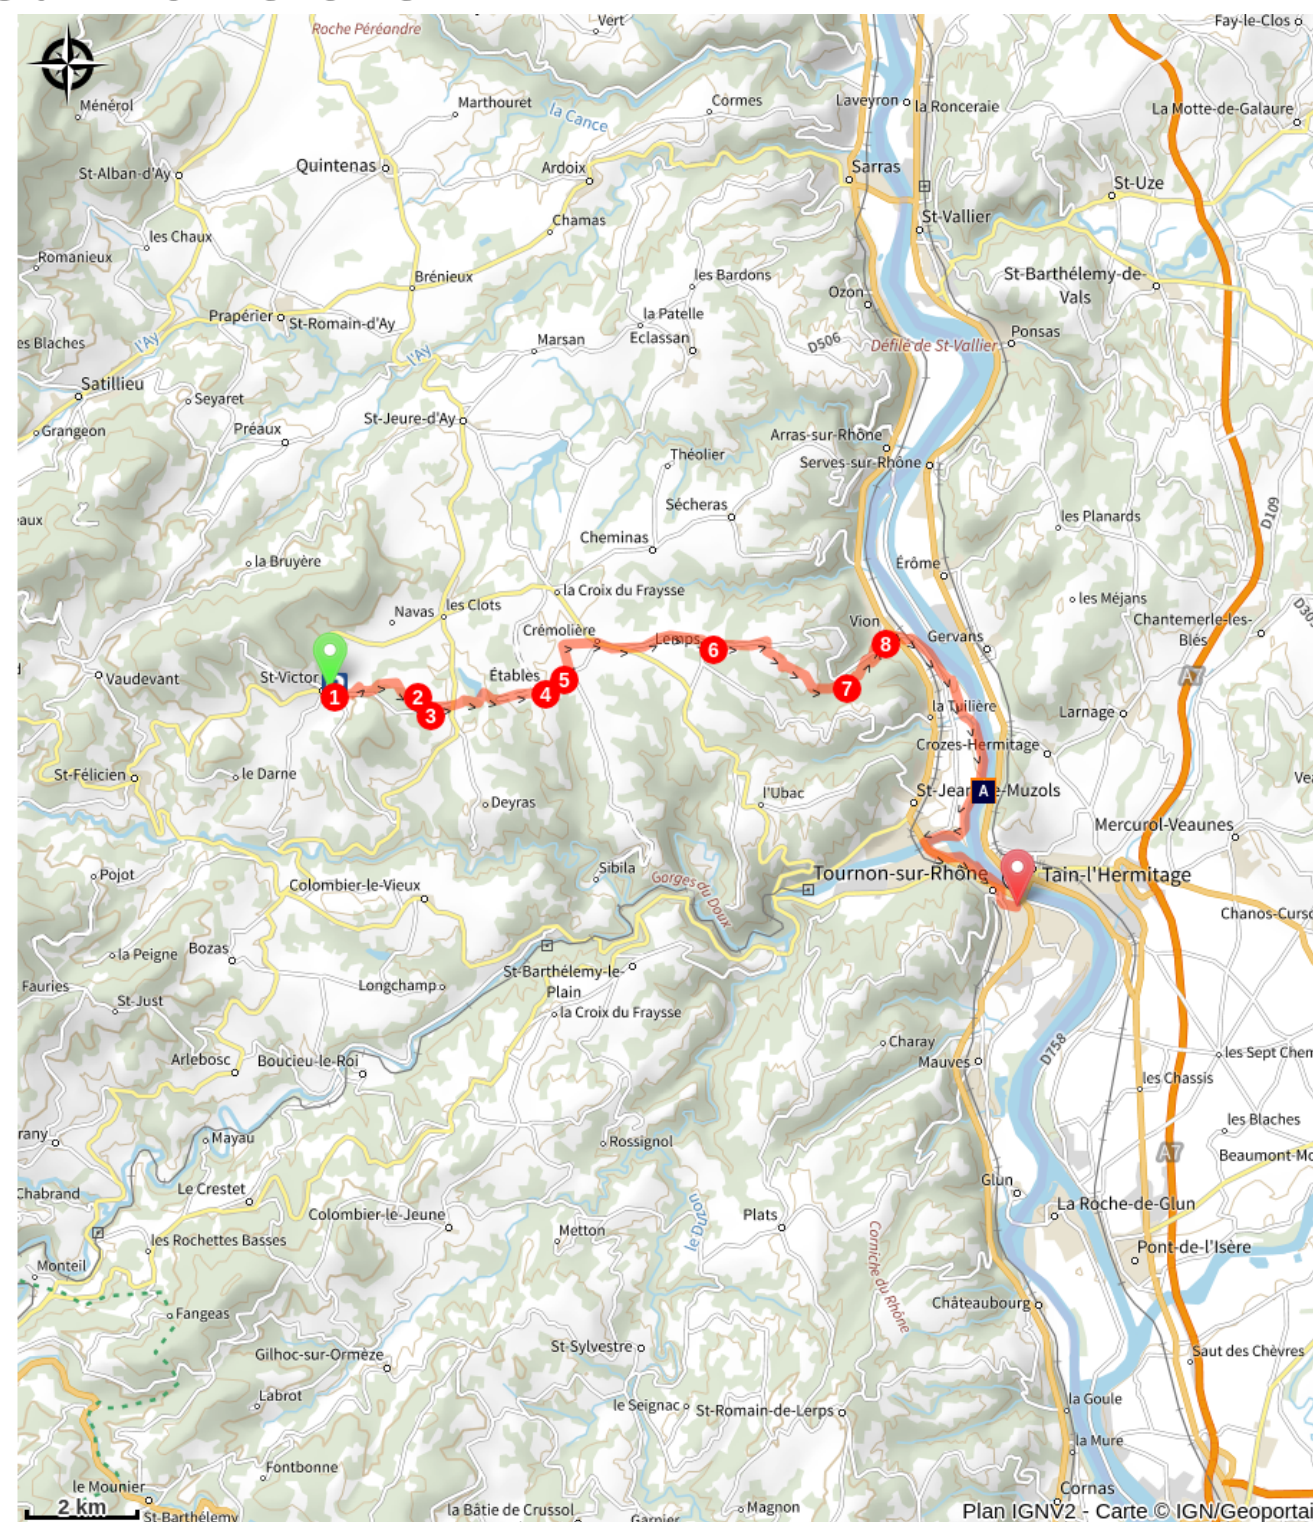 Roche Péréandre
Vert
Fay-le-Clos
Ménérol
Marthouret
la Cance
Cormes
Laveyron
la Ronceraie
La Motte-de-Galaure
Quintenas
Ardoix
Sarras
St-Alban-d'Ay
St-Uze
Chamas
St-Vallier
les Chaux
Romanieux
Brénieux
les Bardons
St-Barthélemy-de-
Vals
Ozon
Prapérier
St-Romain-d'Ay
la Patelle
Eclassan
Marsan
D506
Défilé de St-Vallier
Ponsas
es Blaches
l'Ay
l'Ay
Satillieu
Seyaret
St-Jeure-d'Ay
Grangeon
Préaux
Arras-sur-Rhône
Serves-sur-Rhône
Théolier
Sécheras
D109
les Planards
eaux
Cheminas
la Bruyère
Érôme
la Croix du Fraysse
les Méjans
Navas
les Clots
Crémolière
Lemps
Vion
Gervans
Chantemerle-les-
Blés
Vaudevant
St-Victor
Étables
1
2
3
4
5
6
7
8
A7
la Tuilière
Larnage
Crozes-Hermitage
St-Félicien
le Darne
Deyras
l'Ubac
A
Mercurol-Veaunes
Pojot
Sibila
Gorges du Doux
Tournon-sur-Rhône
Tain-l'Hermitage
Colombier-le-Vieux
la Peigne
Bozas
Fauries
St-Just
Longchamp
St-Barthélemy-le-
Plain
la Croix du Fraysse
Charay
Mauves
D758
les Sept Chem
Arlebosc
Boucieu-le-Roi
les Chassis
les Blaches
rany
Mayau
Rossignol
A7
Beaumont-Mo
Chabrand
Le Crestet
Glun
La Roche-de-Glun
Colombier-le-Jeune
Metton
le Duzon
Plats
Corniche du Rhône
les Rochettes Basses
Pont-de-l'Isère
Monteil
Fangeas
Châteaubourg
Gilhoc-sur-Ormèze
St-Sylvestre
Saut des Chèvres
Labrot
le Seignac
St-Romain-de-Lerps
la Goule
la Mure
Fontbonne
le Mounier
Cornas
2 km
St-Barthélemy
la Bâtie de Crussol
Garnier
Magnon
Plan IGNV2 - Carte © IGN/Geoportai